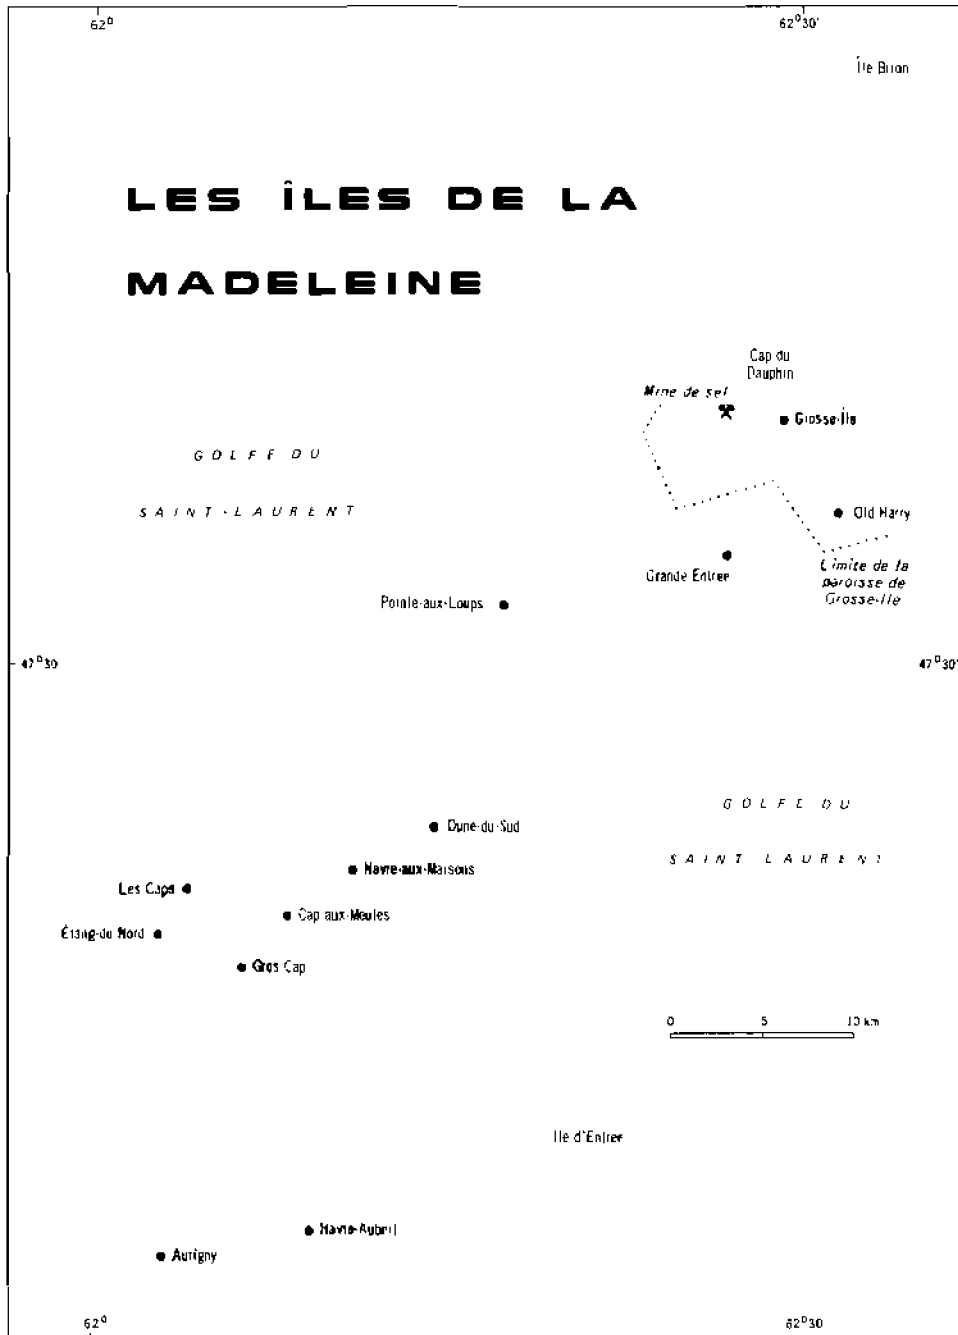 62°
62°30'
Île Brion
LES ÎLES DE LA
MADELEINE
Cap du
Dauphin
Mine de sel
Grosse-Île
GOLFE DU
SAINT-LAURENT
Old Harry
Grande Entrée
Limite de la
paroisse de
Grosse-Ile
Pointe-aux-Loups
47°30
47°30'
GOLFE DU
SAINT LAURENT
Dune-du-Sud
Havre-aux-Maisons
Les Caps
Cap aux-Meules
Étang-du Nord
Gros Cap
0 5 10 km
Ile d'Entrée
Havre-Aubert
Aurigny
62°
62°30